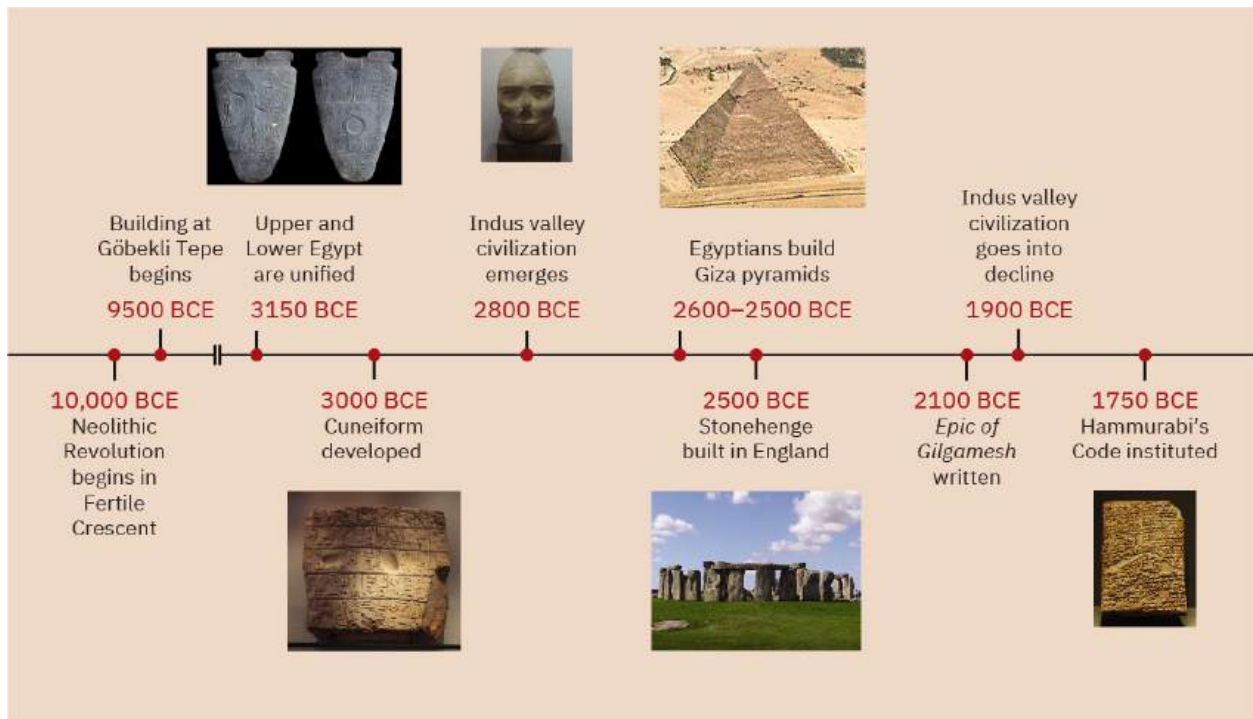 Building at
Göbekli Tepe
begins
9500 BCE
Upper and
Lower Egypt
are unified
3150 BCE
Indus valley
civilization
emerges
2800 BCE
Egyptians build
Giza pyramids
2600–2500 BCE
Indus valley
civilization
goes into
decline
1900 BCE
10,000 BCE
Neolithic
Revolution
begins in
Fertile
Crescent
3000 BCE
Cuneiform
developed
2500 BCE
Stonehenge
built in England
2100 BCE
Epic of
Gilgamesh
written
1750 BCE
Hammurabi’s
Code instituted